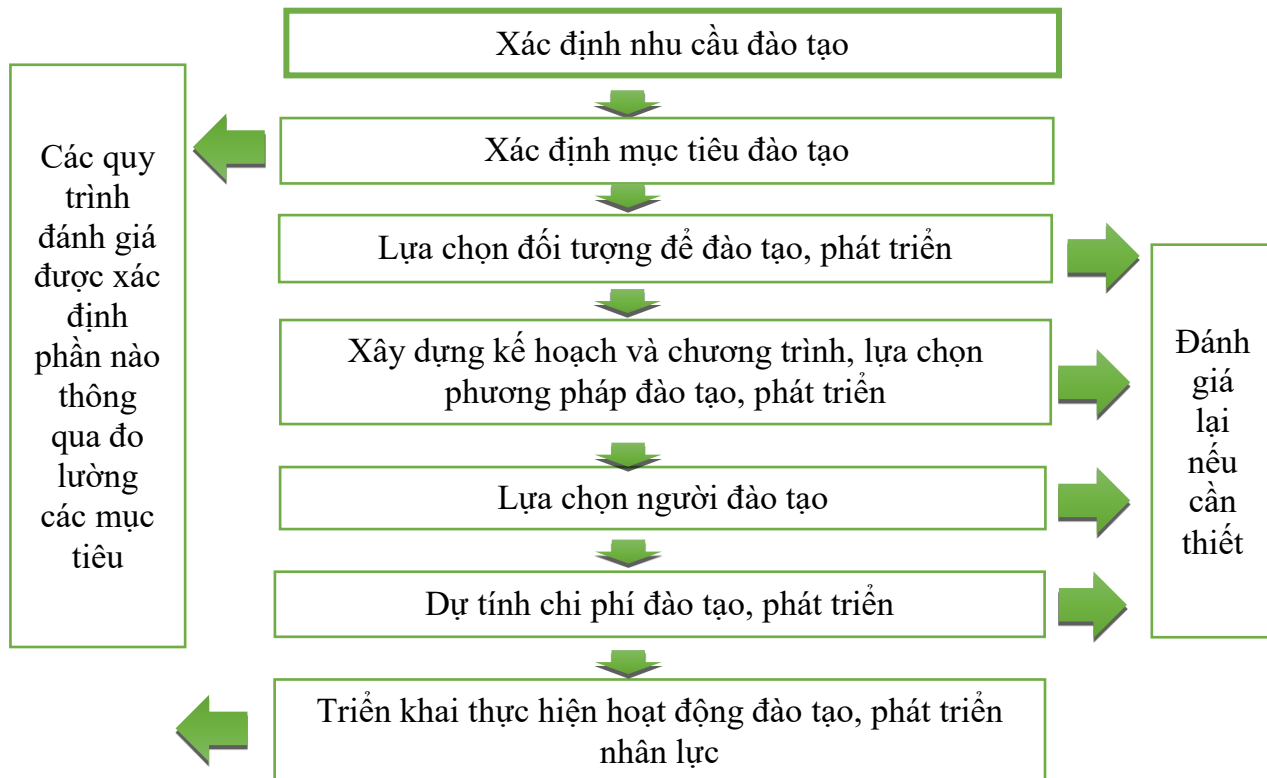 Xác định nhu cầu đào tạo
Các quy
trình
đánh giá
được xác
định
phần nào
thông
qua đo
lường
các mục
tiêu
Xác định mục tiêu đào tạo
Lựa chọn đối tượng để đào tạo, phát triển
Xây dựng kế hoạch và chương trình, lựa chọn
phương pháp đào tạo, phát triển
Lựa chọn người đào tạo
Dự tính chi phí đào tạo, phát triển
Triển khai thực hiện hoạt động đào tạo, phát triển
nhân lực
Đánh
giá
lại
nếu
cần
thiết